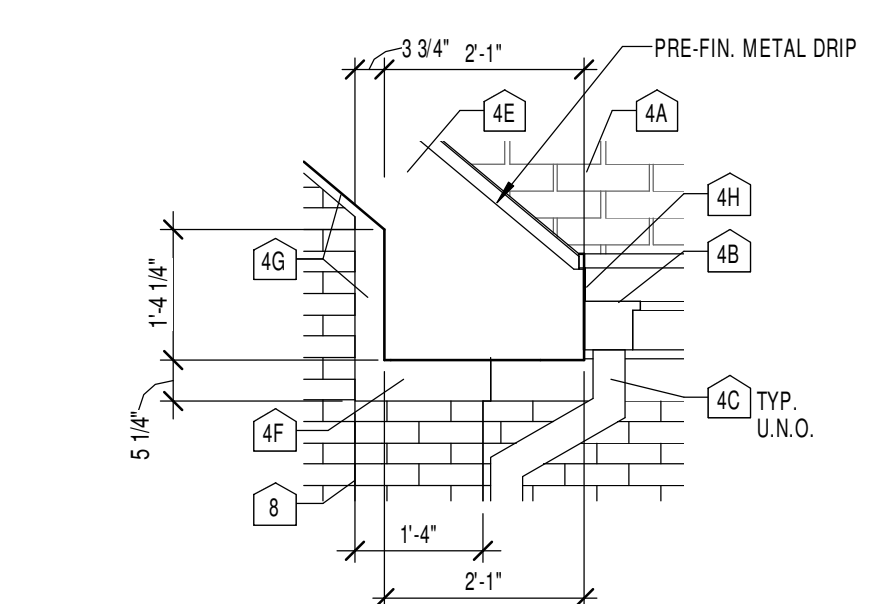 3 3/4"
2'-1"
PRE-FIN. METAL DRIP
4E
4A
4H
4G
4B
1'-4 1/4"
4C TYP.
U.N.O.
5 1/4"
4F
8
1'-4"
2'-1"